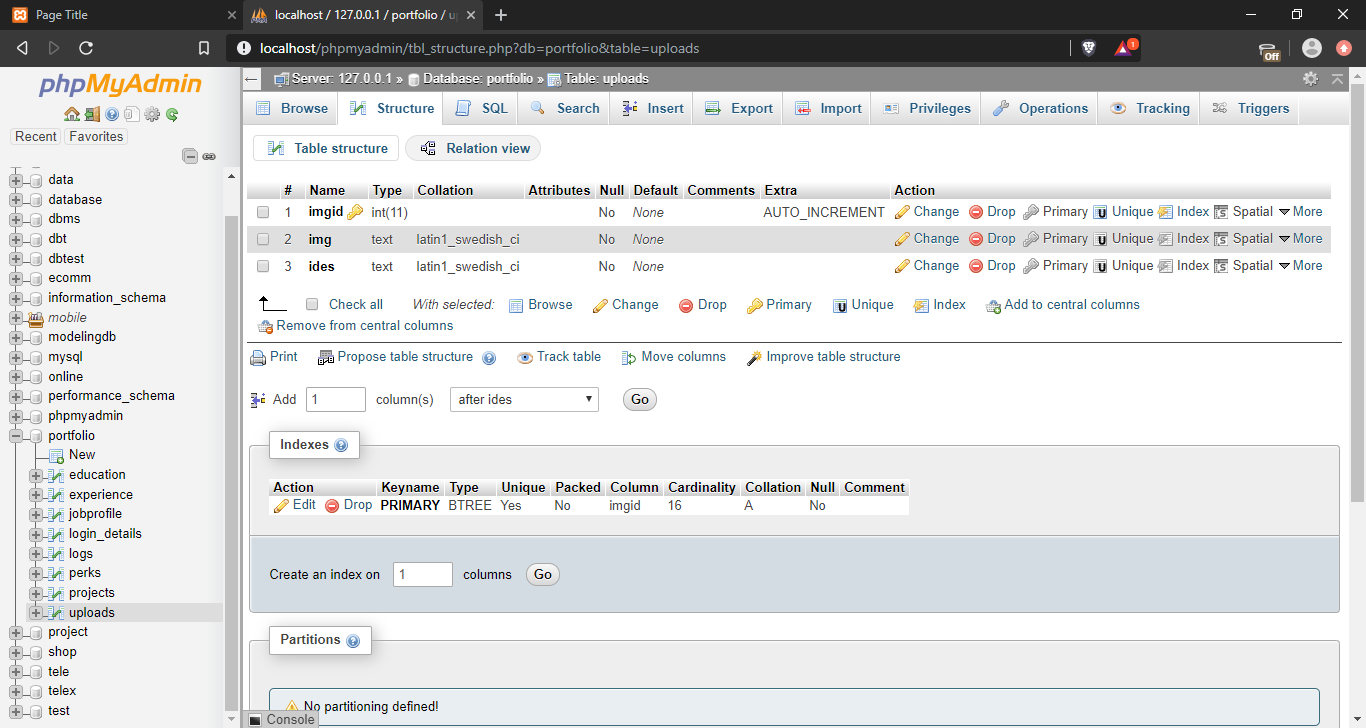 Page Title
localhost / 127.0.0.1 / portfolio / u
localhost/phpmyadmin/tbl_structure.php?db=portfolio&table=uploads
1
Off
phpMyAdmin
Recent Favorites
data
database
dbms
dbt
dbtest
ecomm
information_schema
mobile
modelingdb
mysql
online
performance_schema
phpmyadmin
portfolio
New
education
experience
jobprofile
login_details
logs
perks
projects
uploads
project
shop
tele
telex
test
Server: 127.0.0.1 » Database: portfolio » Table: uploads
Browse Structure SQL Search Insert Export Import Privileges Operations Tracking Triggers
Table structure Relation view
# Name Type Collation Attributes Null Default Comments Extra Action
1 imgid int(11) No None AUTO_INCREMENT Change Drop Primary Unique Index Spatial More
2 img text latin1_swedish_ci No None Change Drop Primary Unique Index Spatial More
3 ides text latin1_swedish_ci No None Change Drop Primary Unique Index Spatial More
Check all With selected: Browse Change Drop Primary Unique Index Add to central columns
Remove from central columns
Print Propose table structure Track table Move columns Improve table structure
Add 1 column(s) after ides Go
Indexes
Action Keyname Type Unique Packed Column Cardinality Collation Null Comment
Edit Drop PRIMARY BTREE Yes No imgid 16 A No
Create an index on 1 columns Go
Partitions
No partitioning defined!
Console